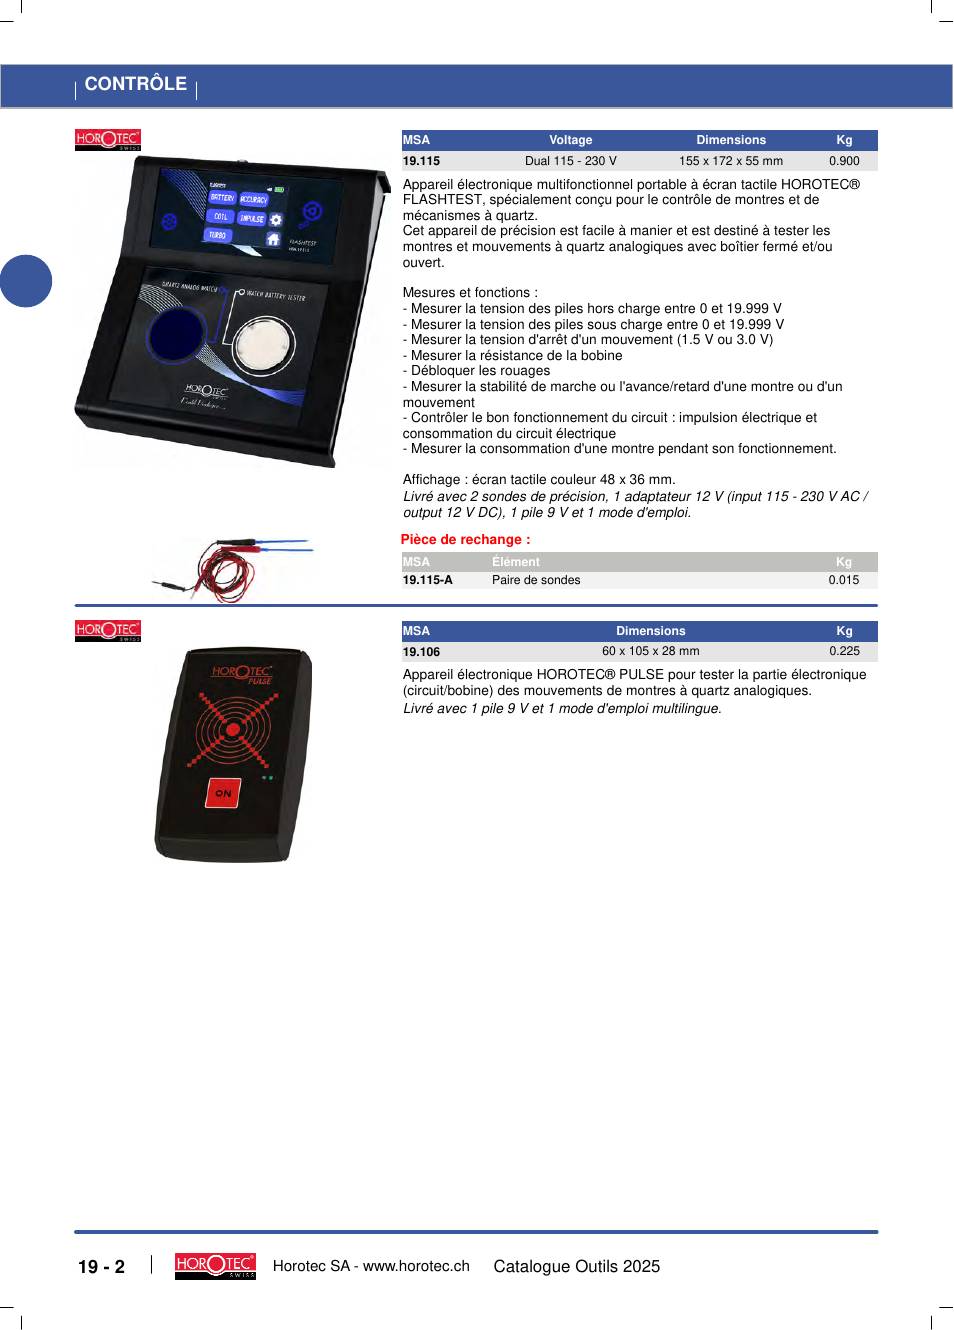 CONTRÔLE
HOROTEC®
SWISS
MSA Voltage Dimensions Kg
19.115 Dual 115 - 230 V 155 x 172 x 55 mm 0.900
Appareil électronique multifonctionnel portable à écran tactile HOROTEC®
FLASHTEST, spécialement conçu pour le contrôle de montres et de
mécanismes à quartz.
Cet appareil de précision est facile à manier et est destiné à tester les
montres et mouvements à quartz analogiques avec boîtier fermé et/ou
ouvert.
Mesures et fonctions :
- Mesurer la tension des piles hors charge entre 0 et 19.999 V
- Mesurer la tension des piles sous charge entre 0 et 19.999 V
- Mesurer la tension d'arrêt d'un mouvement (1.5 V ou 3.0 V)
- Mesurer la résistance de la bobine
- Débloquer les rouages
- Mesurer la stabilité de marche ou l'avance/retard d'une montre ou d'un
mouvement
- Contrôler le bon fonctionnement du circuit : impulsion électrique et
consommation du circuit électrique
- Mesurer la consommation d'une montre pendant son fonctionnement.
Affichage : écran tactile couleur 48 x 36 mm.
Livré avec 2 sondes de précision, 1 adaptateur 12 V (input 115 - 230 V AC /
output 12 V DC), 1 pile 9 V et 1 mode d'emploi.
BATTERY ACCURACY
COIL IMPULSE
TURBO
FLASHTEST
QUARTZ ANALOG WATCH
WATCH BATTERY TESTER
HOROTEC®
SWISS
Pièce de rechange :
MSA Élément Kg
19.115-A Paire de sondes 0.015
HOROTEC®
SWISS
MSA Dimensions Kg
19.106 60 x 105 x 28 mm 0.225
Appareil électronique HOROTEC® PULSE pour tester la partie électronique
(circuit/bobine) des mouvements de montres à quartz analogiques.
Livré avec 1 pile 9 V et 1 mode d'emploi multilingue.
HOROTEC®
PULSE
ON
19 - 2
HOROTEC®
SWISS
Horotec SA - www.horotec.ch Catalogue Outils 2025